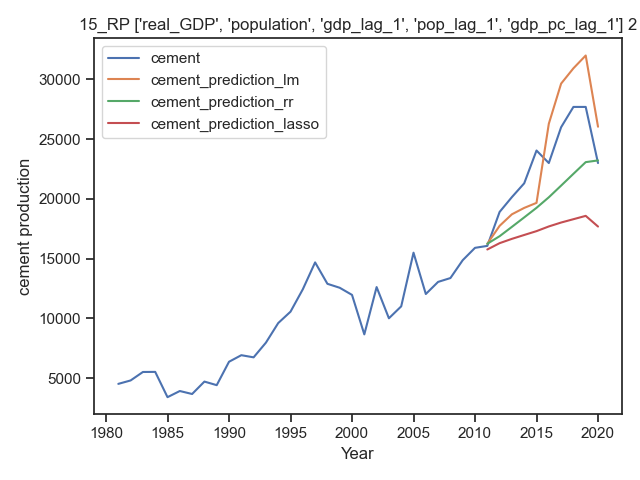 15_RP ['real_GDP', 'population', 'gdp_lag_1', 'pop_lag_1', 'gdp_pc_lag_1'] 2
cement
cement_prediction_lm
cement_prediction_rr
cement_prediction_lasso
cement production
30000
25000
20000
15000
10000
5000
1980 1985 1990 1995 2000 2005 2010 2015 2020
Year